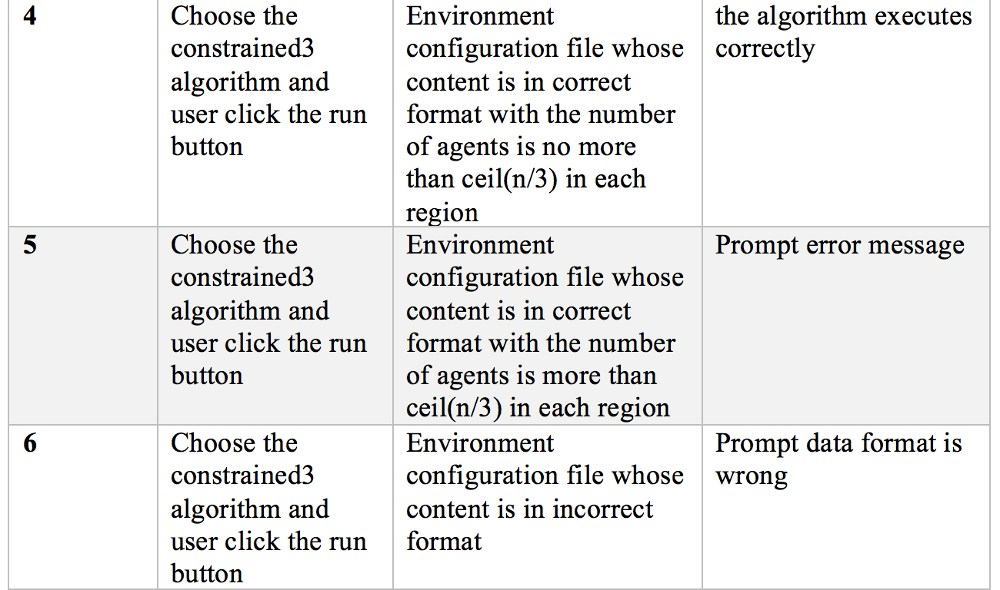 4
Choose the
constrained3
algorithm and
user click the run
button
Environment
configuration file whose
content is in correct
format with the number
of agents is no more
than ceil(n/3) in each
region
the algorithm executes
correctly
5
Choose the
constrained3
algorithm and
user click the run
button
Environment
configuration file whose
content is in correct
format with the number
of agents is more than
ceil(n/3) in each region
Prompt error message
6
Choose the
constrained3
algorithm and
user click the run
button
Environment
configuration file whose
content is in incorrect
format
Prompt data format is
wrong